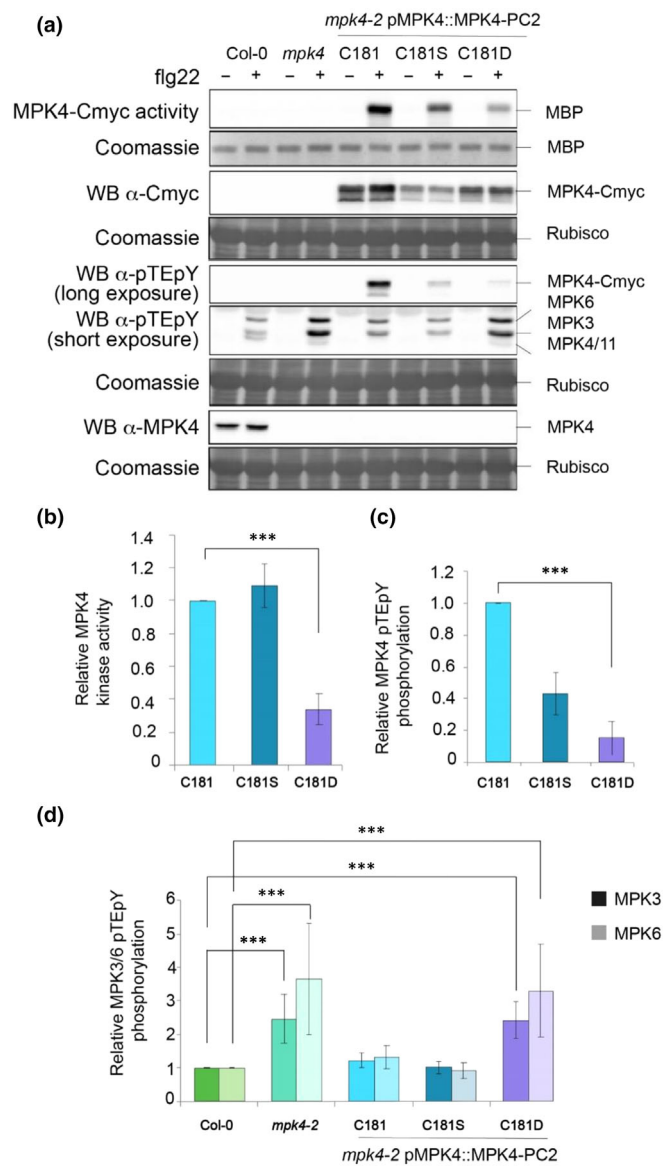 (a)
mpk4-2 pMPK4::MPK4-PC2
Col-0 mpk4 C181 C181S C181D
flg22 – + – + – + – + – +
MPK4-Cmyc activity MBP
Coomassie MBP
WB α-Cmyc MPK4-Cmyc
Coomassie Rubisco
WB α-pTEpY
(long exposure)
MPK4-Cmyc
MPK6
WB α-pTEpY
(short exposure)
MPK3
MPK4/11
Coomassie Rubisco
WB α-MPK4 MPK4
Coomassie Rubisco
(b)
Relative MPK4
kinase activity
1.4
1.2
1.0
0.8
0.6
0.4
0.2
0
***
C181 C181S C181D
(c)
Relative MPK4 pTEpY
phosphorylation
1.2
1.0
0.8
0.6
0.4
0.2
0
***
C181 C181S C181D
(d)
Relative MPK3/6 pTEpY
phosphorylation
6
5
4
3
2
1
0
***
***
***
***
MPK3
MPK6
Col-0 mpk4-2 C181 C181S C181D
mpk4-2 pMPK4::MPK4-PC2